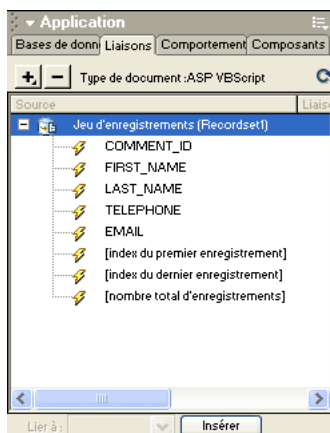 Application
Bases de donn Liaisons Comportement Composants
Type de document :ASP VBScript
Source Liais
Jeu d'enregistrements (Recordset1)
COMMENT_ID
FIRST_NAME
LAST_NAME
TELEPHONE
EMAIL
[index du premier enregistrement]
[index du dernier enregistrement]
[nombre total d'enregistrements]
Lier à : Insérer